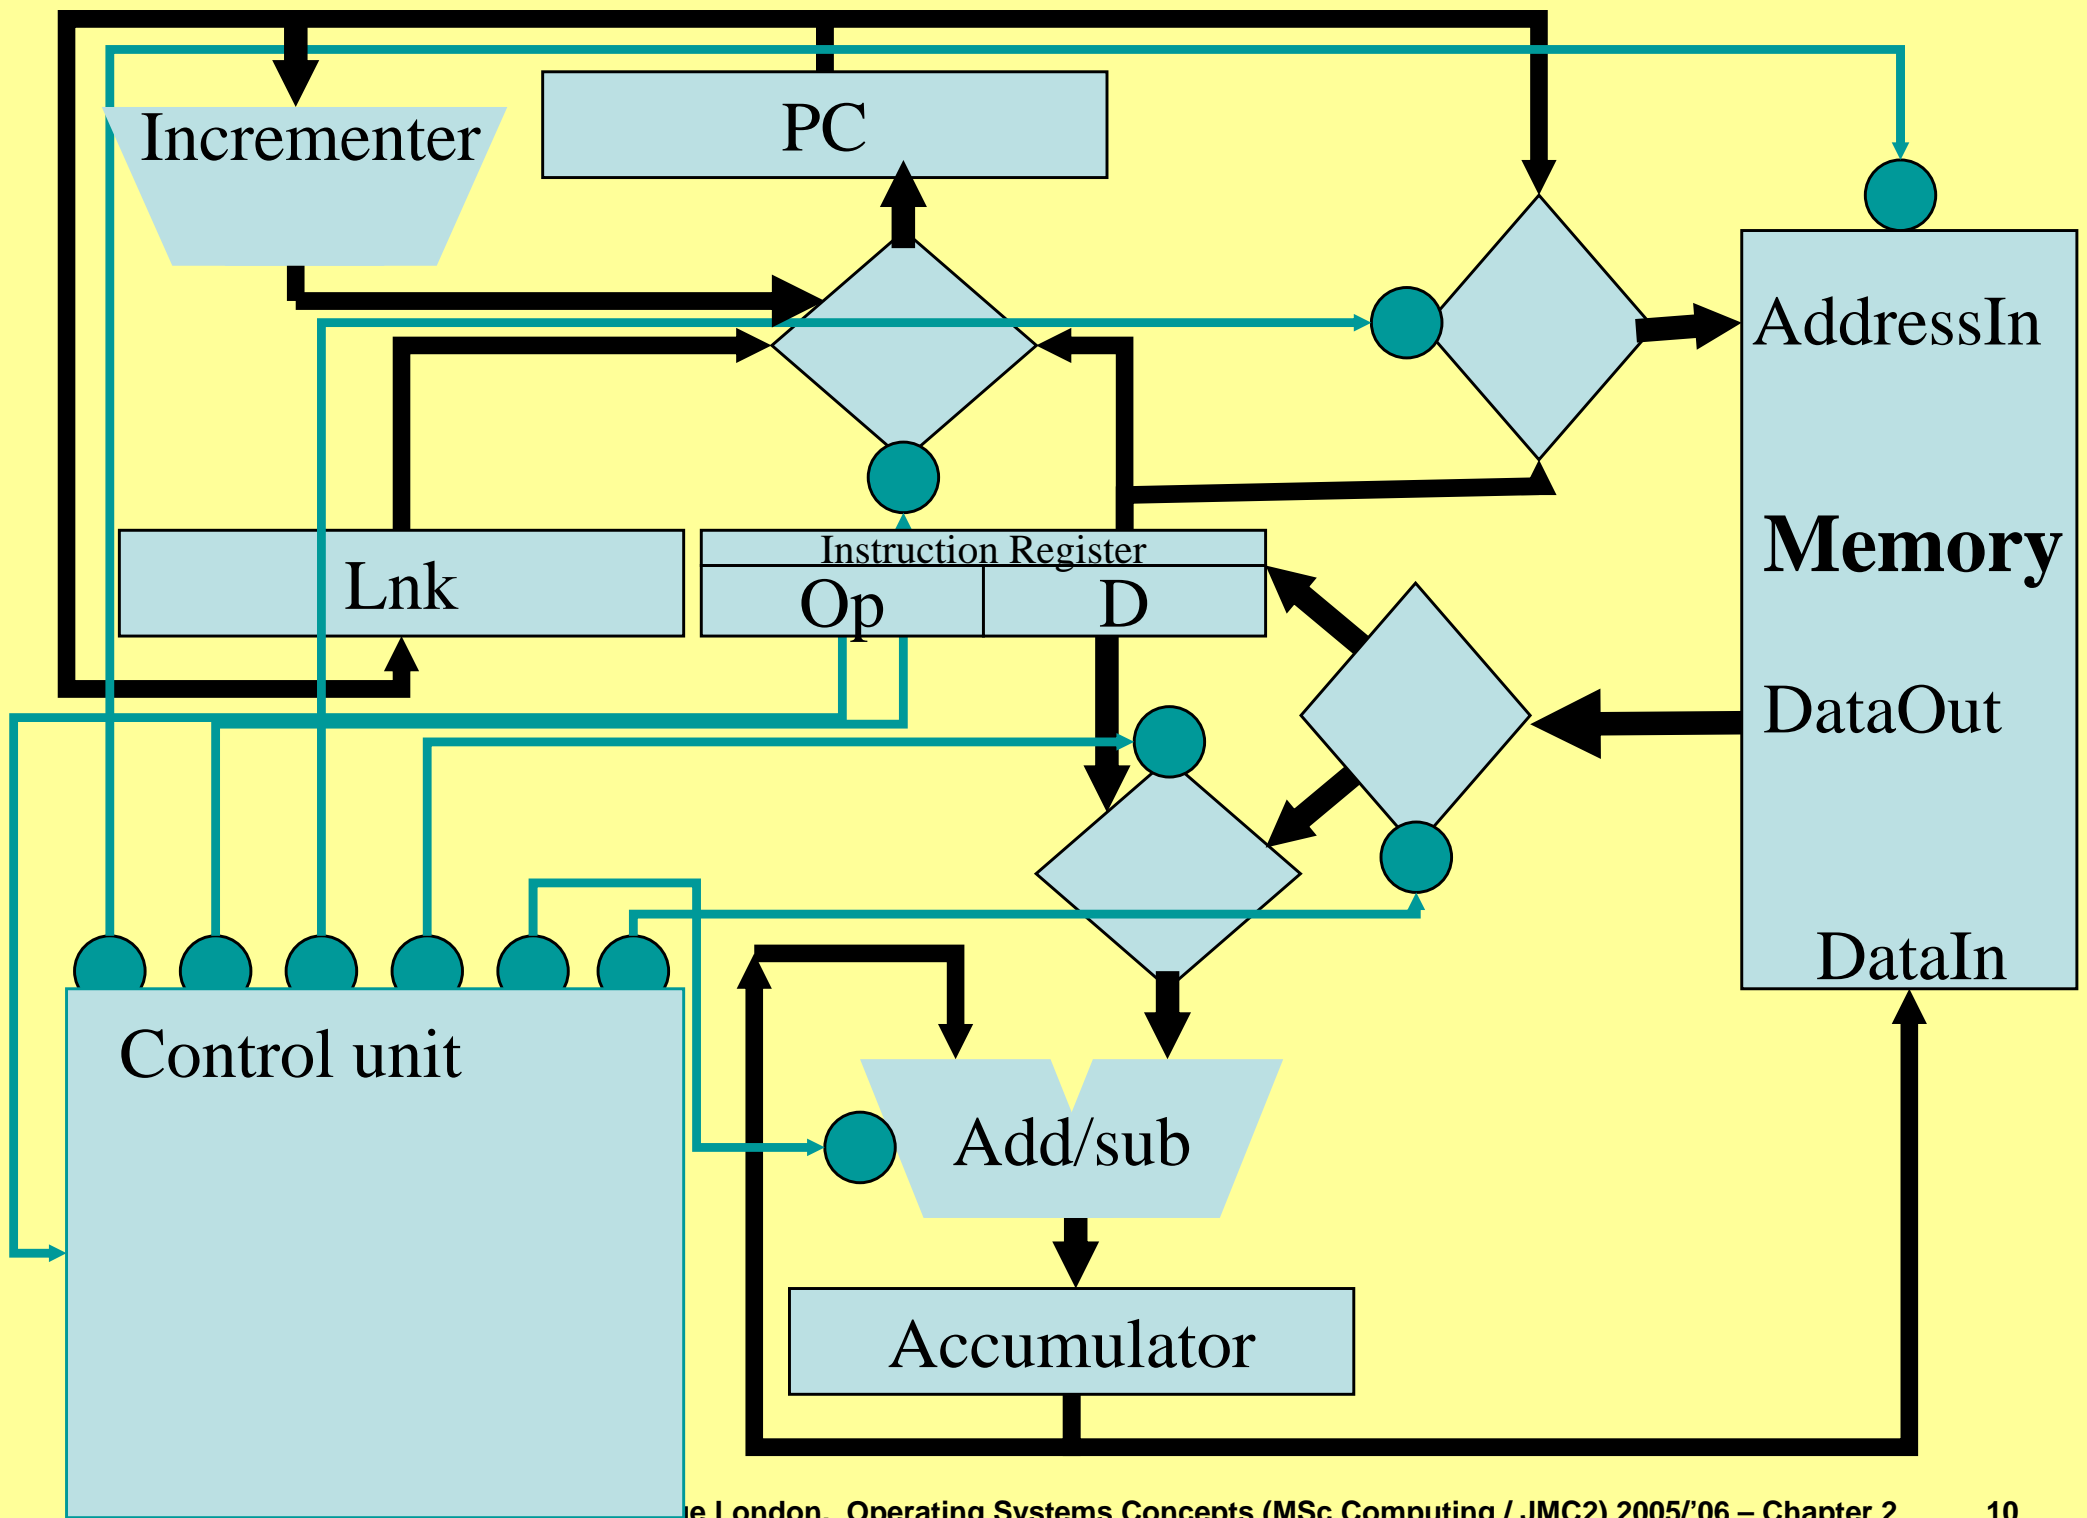 Incrementer
PC
AddressIn
Memory
Instruction Register
Lnk
Op
D
DataOut
DataIn
Control unit
Add/sub
Accumulator
London, Operating Systems Concepts (MSc Computing / JMC2) 2005/'06 – Chapter 2 10